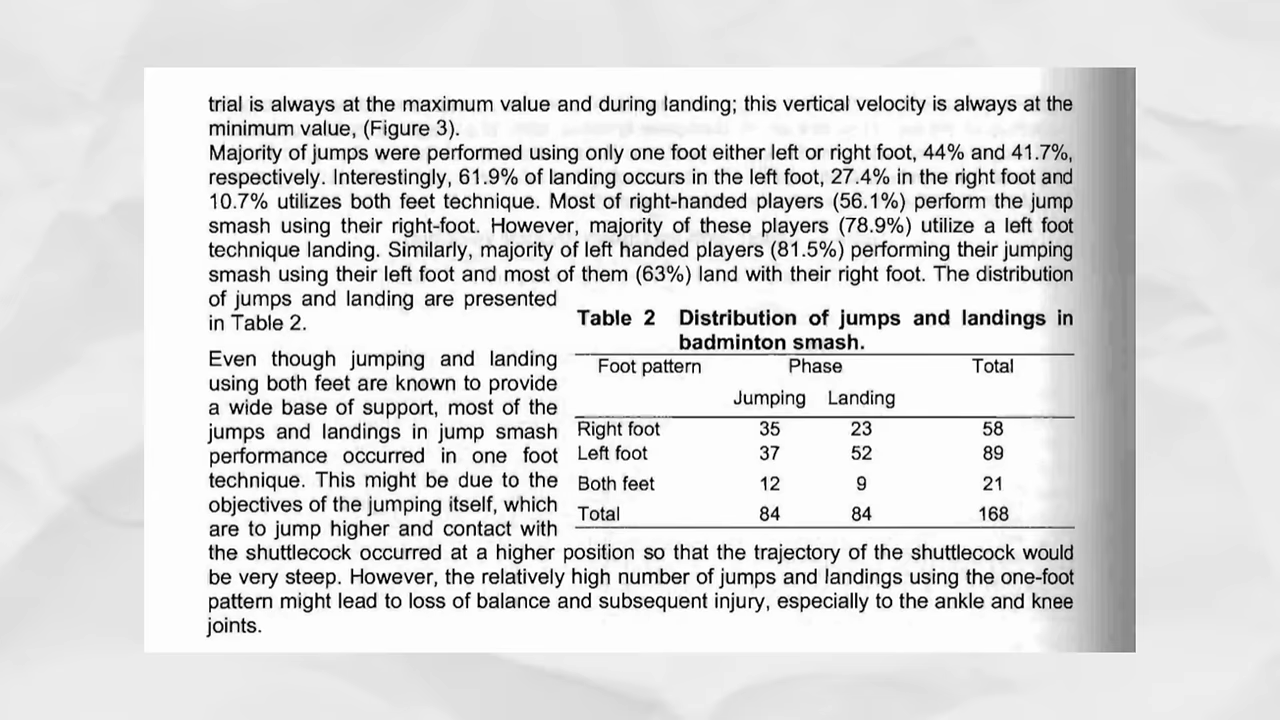 trial is always at the maximum value and during landing; this vertical velocity is always at the
minimum value, (Figure 3).
Majority of jumps were performed using only one foot either left or right foot, 44% and 41.7%,
respectively. Interestingly, 61.9% of landing occurs in the left foot, 27.4% in the right foot and
10.7% utilizes both feet technique. Most of right-handed players (56.1%) perform the jump
smash using their right-foot. However, majority of these players (78.9%) utilize a left foot
technique landing. Similarly, majority of left handed players (81.5%) performing their jumping
smash using their left foot and most of them (63%) land with their right foot. The distribution
of jumps and landing are presented
in Table 2.
Even though jumping and landing
using both feet are known to provide
a wide base of support, most of the
jumps and landings in jump smash
performance occurred in one foot
technique. This might be due to the
objectives of the jumping itself, which
are to jump higher and contact with
Table 2 Distribution of jumps and landings in
badminton smash.
Foot pattern Phase Total
Jumping Landing
Right foot 35 23 58
Left foot 37 52 89
Both feet 12 9 21
Total 84 84 168
the shuttlecock occurred at a higher position so that the trajectory of the shuttlecock would
be very steep. However, the relatively high number of jumps and landings using the one-foot
pattern might lead to loss of balance and subsequent injury, especially to the ankle and knee
joints.